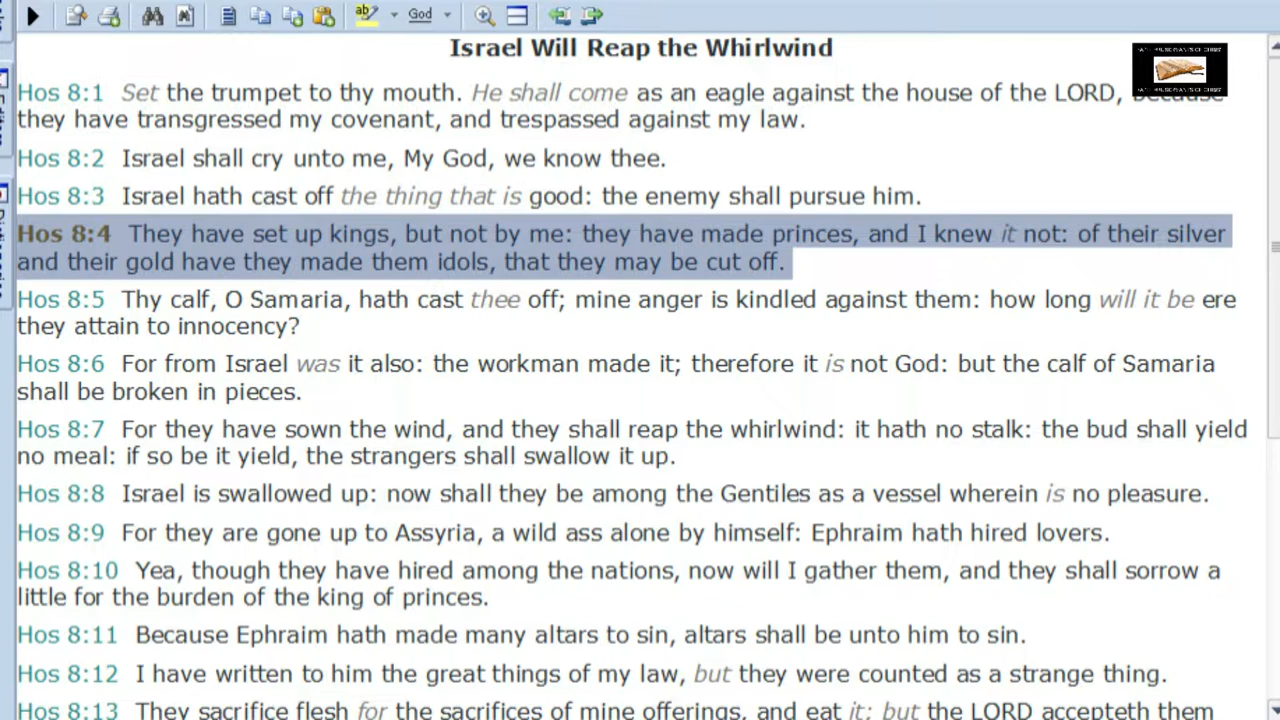 ab
God
Israel Will Reap the Whirlwind
Hos 8:1 Set the trumpet to thy mouth. He shall come as an eagle against the house of the LORD, because
they have transgressed my covenant, and trespassed against my law.
Hos 8:2 Israel shall cry unto me, My God, we know thee.
Hos 8:3 Israel hath cast off the thing that is good: the enemy shall pursue him.
Hos 8:4 They have set up kings, but not by me: they have made princes, and I knew it not: of their silver
and their gold have they made them idols, that they may be cut off.
Hos 8:5 Thy calf, O Samaria, hath cast thee off; mine anger is kindled against them: how long will it be ere
they attain to innocency?
Hos 8:6 For from Israel was it also: the workman made it; therefore it is not God: but the calf of Samaria
shall be broken in pieces.
Hos 8:7 For they have sown the wind, and they shall reap the whirlwind: it hath no stalk: the bud shall yield
no meal: if so be it yield, the strangers shall swallow it up.
Hos 8:8 Israel is swallowed up: now shall they be among the Gentiles as a vessel wherein is no pleasure.
Hos 8:9 For they are gone up to Assyria, a wild ass alone by himself: Ephraim hath hired lovers.
Hos 8:10 Yea, though they have hired among the nations, now will I gather them, and they shall sorrow a
little for the burden of the king of princes.
Hos 8:11 Because Ephraim hath made many altars to sin, altars shall be unto him to sin.
Hos 8:12 I have written to him the great things of my law, but they were counted as a strange thing.
Hos 8:13 They sacrifice flesh for the sacrifices of mine offerings, and eat it; but the LORD accepteth them